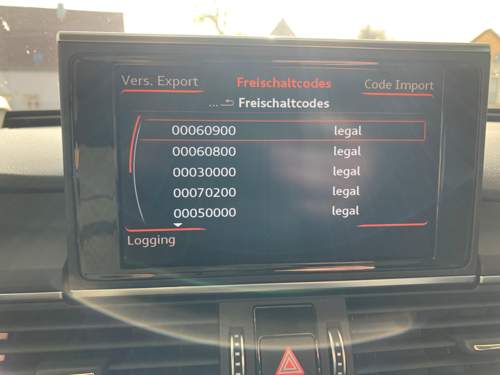 Vers. Export Freischaltcodes Code Import
... Freischaltcodes
00060900 legal
00060800 legal
00030000 legal
00070200 legal
00050000 legal
Logging